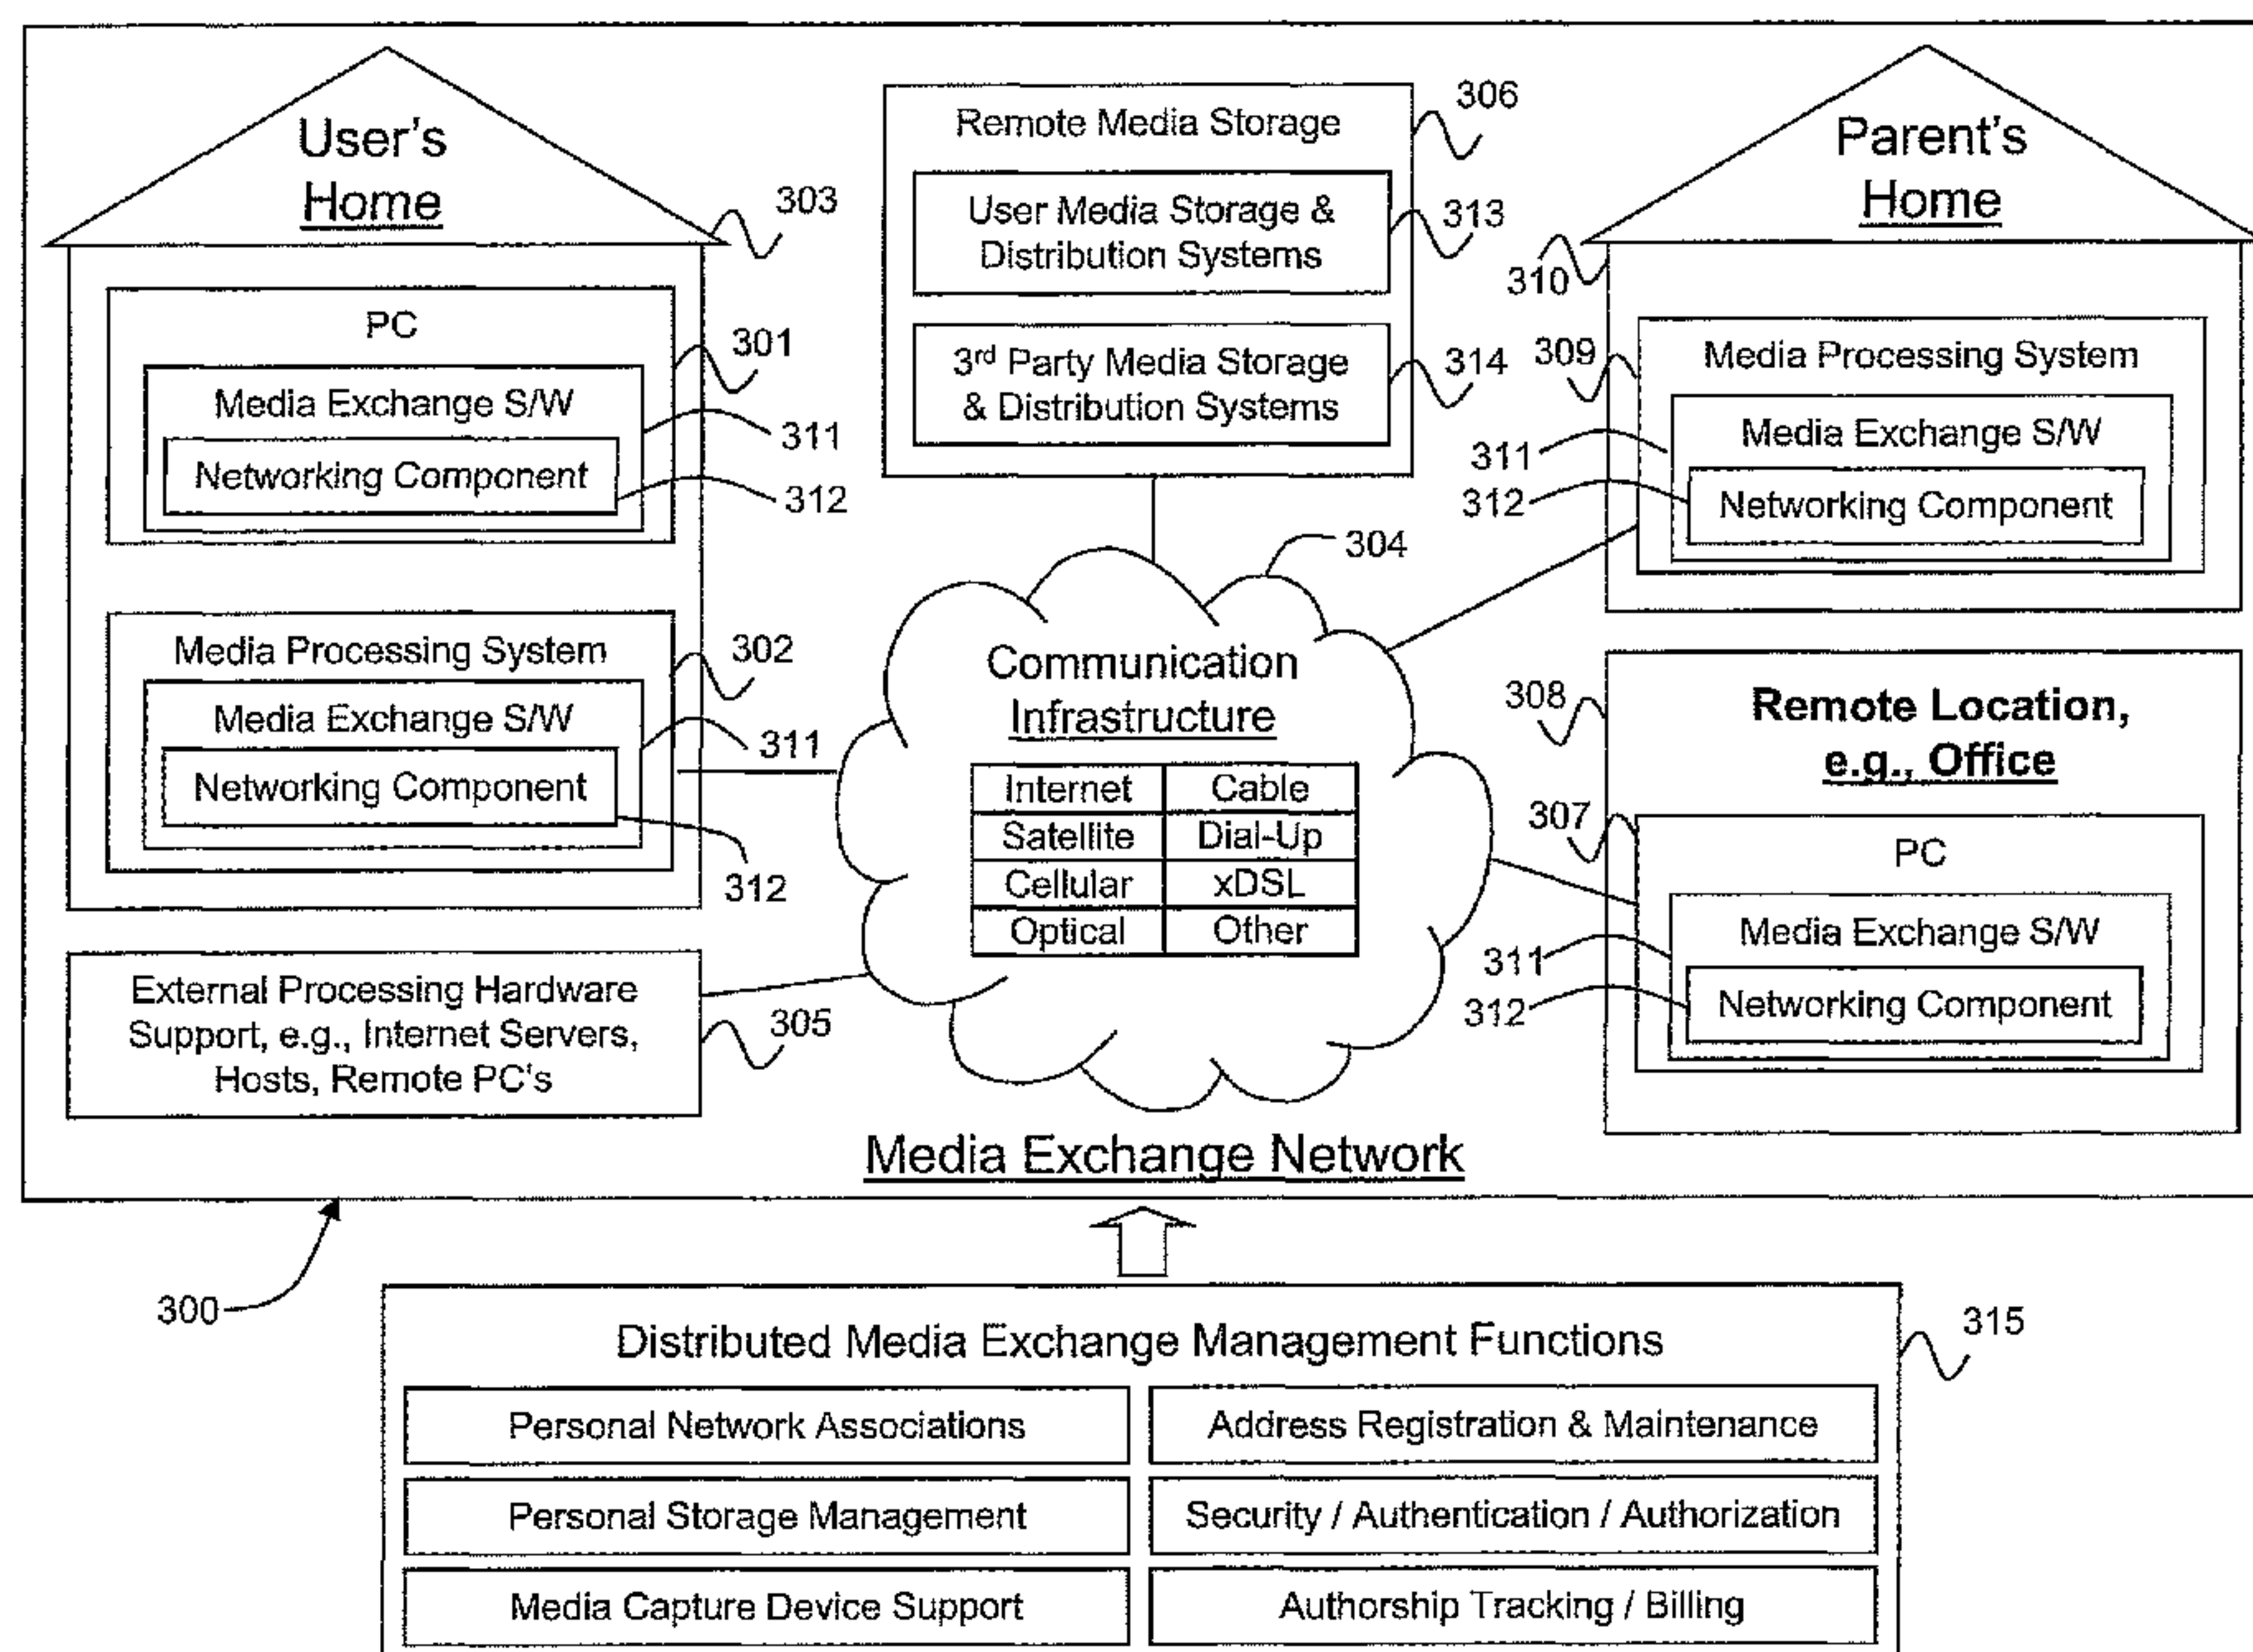 User's
Home
303
PC
301
Media Exchange S/W
311
Networking Component
312
Media Processing System
302
Media Exchange S/W
311
Networking Component
312
External Processing Hardware
Support, e.g., Internet Servers,
Hosts, Remote PC's
305
Remote Media Storage
306
User Media Storage &
Distribution Systems
313
3rd Party Media Storage
& Distribution Systems
314
304
Communication
Infrastructure
Internet Cable
Satellite Dial-Up
Cellular xDSL
Optical Other
Parent's
Home
310
309
Media Processing System
Media Exchange S/W
311
Networking Component
312
308
Remote Location,
e.g., Office
307
PC
Media Exchange S/W
311
Networking Component
312
Media Exchange Network
300
Distributed Media Exchange Management Functions
315
Personal Network Associations
Address Registration & Maintenance
Personal Storage Management
Security / Authentication / Authorization
Media Capture Device Support
Authorship Tracking / Billing